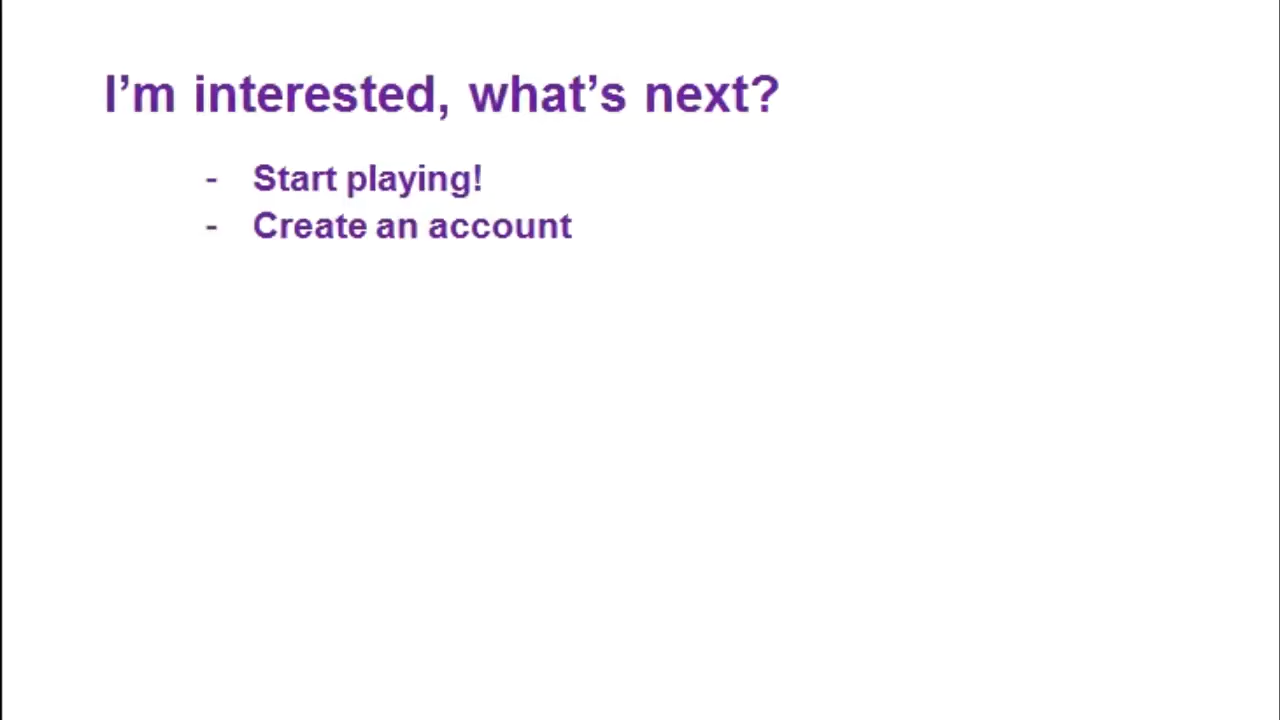 I’m interested, what’s next?
- Start playing!
- Create an account